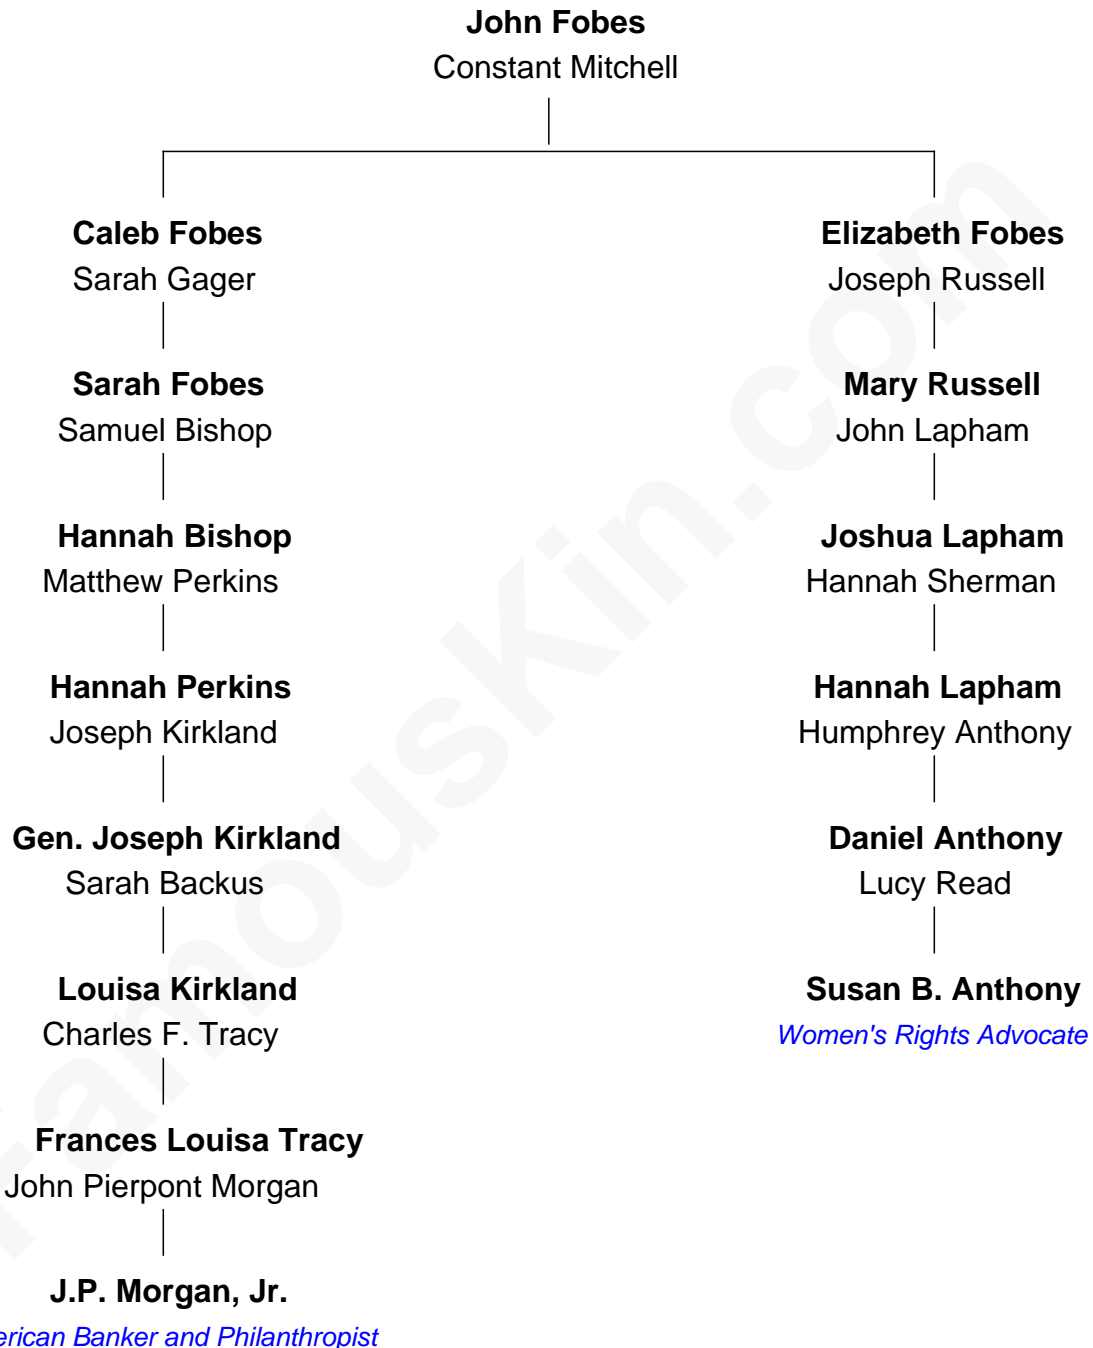 John Fobes
Constant Mitchell
Caleb Fobes
Sarah Gager
Elizabeth Fobes
Joseph Russell
Sarah Fobes
Samuel Bishop
Mary Russell
John Lapham
Hannah Bishop
Matthew Perkins
Joshua Lapham
Hannah Sherman
Hannah Perkins
Joseph Kirkland
Hannah Lapham
Humphrey Anthony
Gen. Joseph Kirkland
Sarah Backus
Daniel Anthony
Lucy Read
Louisa Kirkland
Charles F. Tracy
Susan B. Anthony
Women's Rights Advocate
Frances Louisa Tracy
John Pierpont Morgan
J.P. Morgan, Jr.
erican Banker and Philanthropist
FamousKin.com